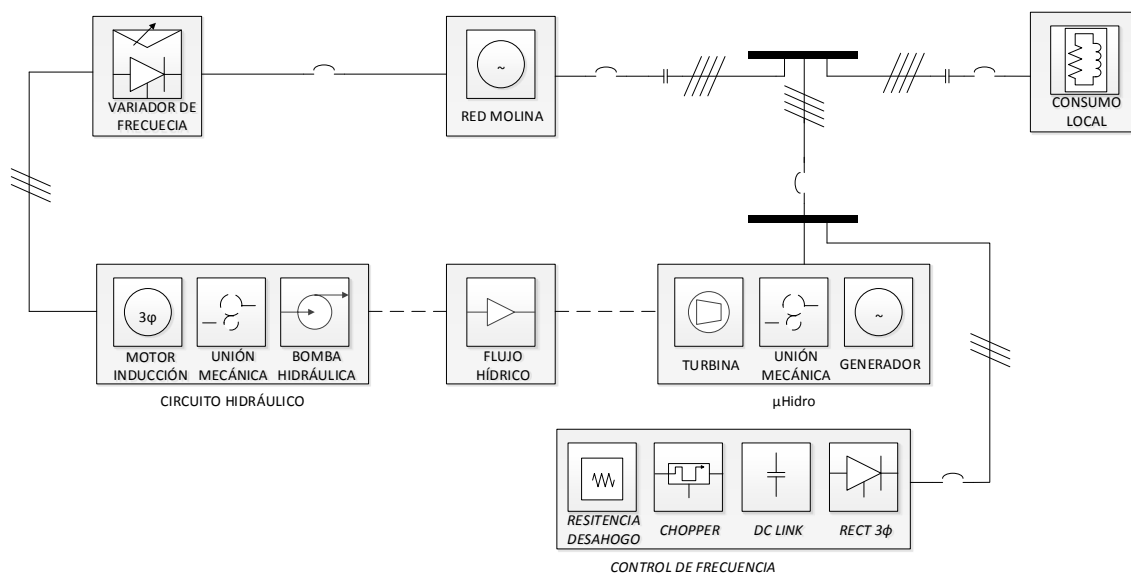 VARIADOR DE
FRECUECIA
~
RED MOLINA
CONSUMO
LOCAL
3φ
MOTOR
INDUCCIÓN
UNIÓN
MECÁNICA
BOMBA
HIDRÁULICA
CIRCUITO HIDRÁULICO
FLUJO
HÍDRICO
TURBINA
UNIÓN
MECÁNICA
~
GENERADOR
µHidro
RESITENCIA
DESAHOGO
CHOPPER
DC LINK
RECT 3ϕ
CONTROL DE FRECUENCIA